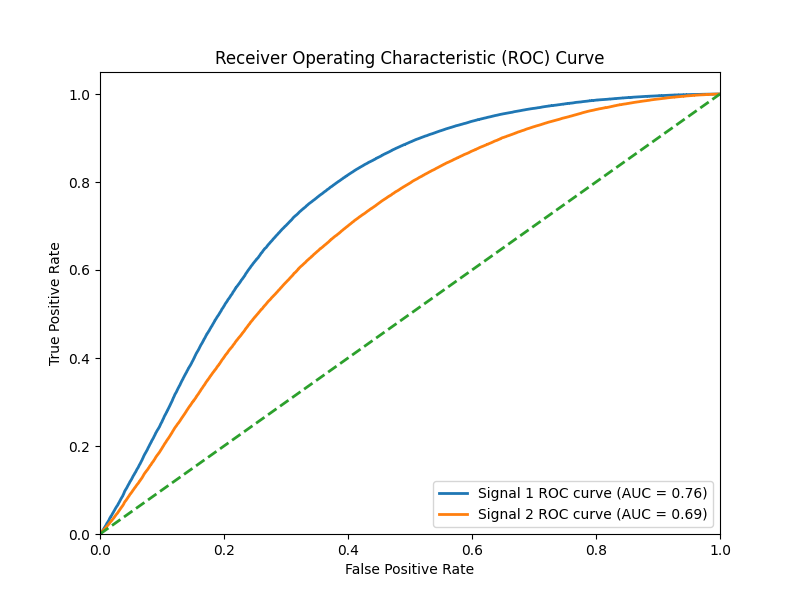 Receiver Operating Characteristic (ROC) Curve
True Positive Rate
1.0
0.8
0.6
0.4
0.2
0.0
Signal 1 ROC curve (AUC = 0.76)
Signal 2 ROC curve (AUC = 0.69)
0.0 0.2 0.4 0.6 0.8 1.0
False Positive Rate